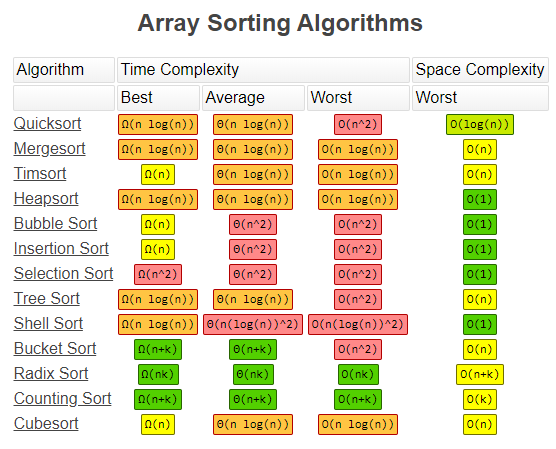 Array Sorting Algorithms
Algorithm Time Complexity Space Complexity
Best Average Worst Worst
Quicksort Ω(n log(n)) Θ(n log(n)) O(n^2) O(log(n))
Mergesort Ω(n log(n)) Θ(n log(n)) O(n log(n)) O(n)
Timsort Ω(n) Θ(n log(n)) O(n log(n)) O(n)
Heapsort Ω(n log(n)) Θ(n log(n)) O(n log(n)) O(1)
Bubble Sort Ω(n) Θ(n^2) O(n^2) O(1)
Insertion Sort Ω(n) Θ(n^2) O(n^2) O(1)
Selection Sort Ω(n^2) Θ(n^2) O(n^2) O(1)
Tree Sort Ω(n log(n)) Θ(n log(n)) O(n^2) O(n)
Shell Sort Ω(n log(n)) Θ(n(log(n))^2) O(n(log(n))^2) O(1)
Bucket Sort Ω(n+k) Θ(n+k) O(n^2) O(n)
Radix Sort Ω(nk) Θ(nk) O(nk) O(n+k)
Counting Sort Ω(n+k) Θ(n+k) O(n+k) O(k)
Cubesort Ω(n) Θ(n log(n)) O(n log(n)) O(n)